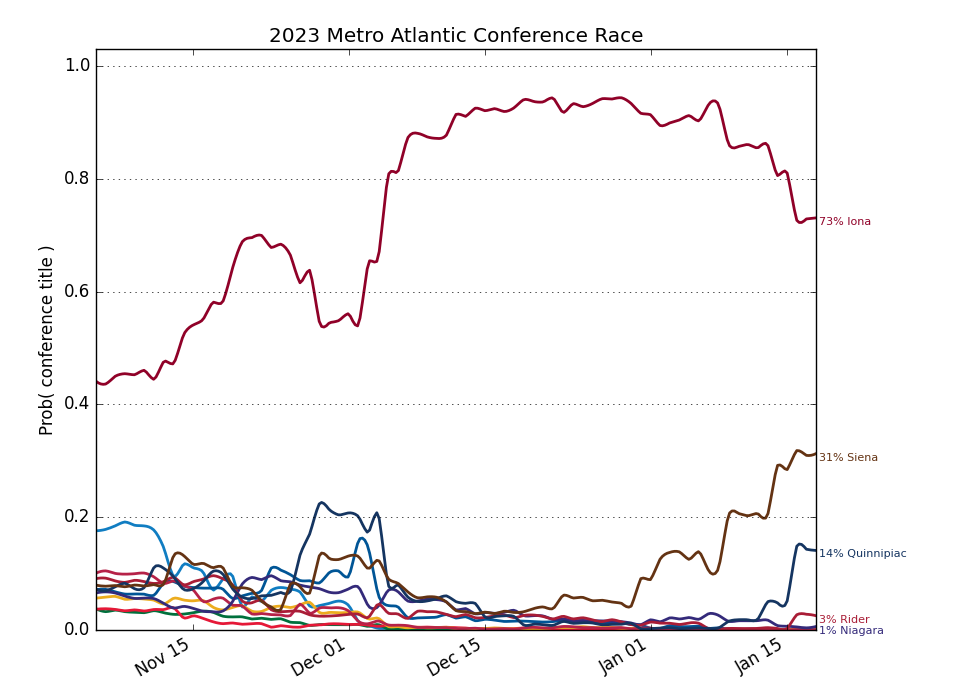 2023 Metro Atlantic Conference Race
Prob( conference title )
1.0
0.8
0.6
0.4
0.2
0.0
73% Iona
31% Siena
14% Quinnipiac
3% Rider
1% Niagara
Nov 15
Dec 01
Dec 15
Jan 01
Jan 15